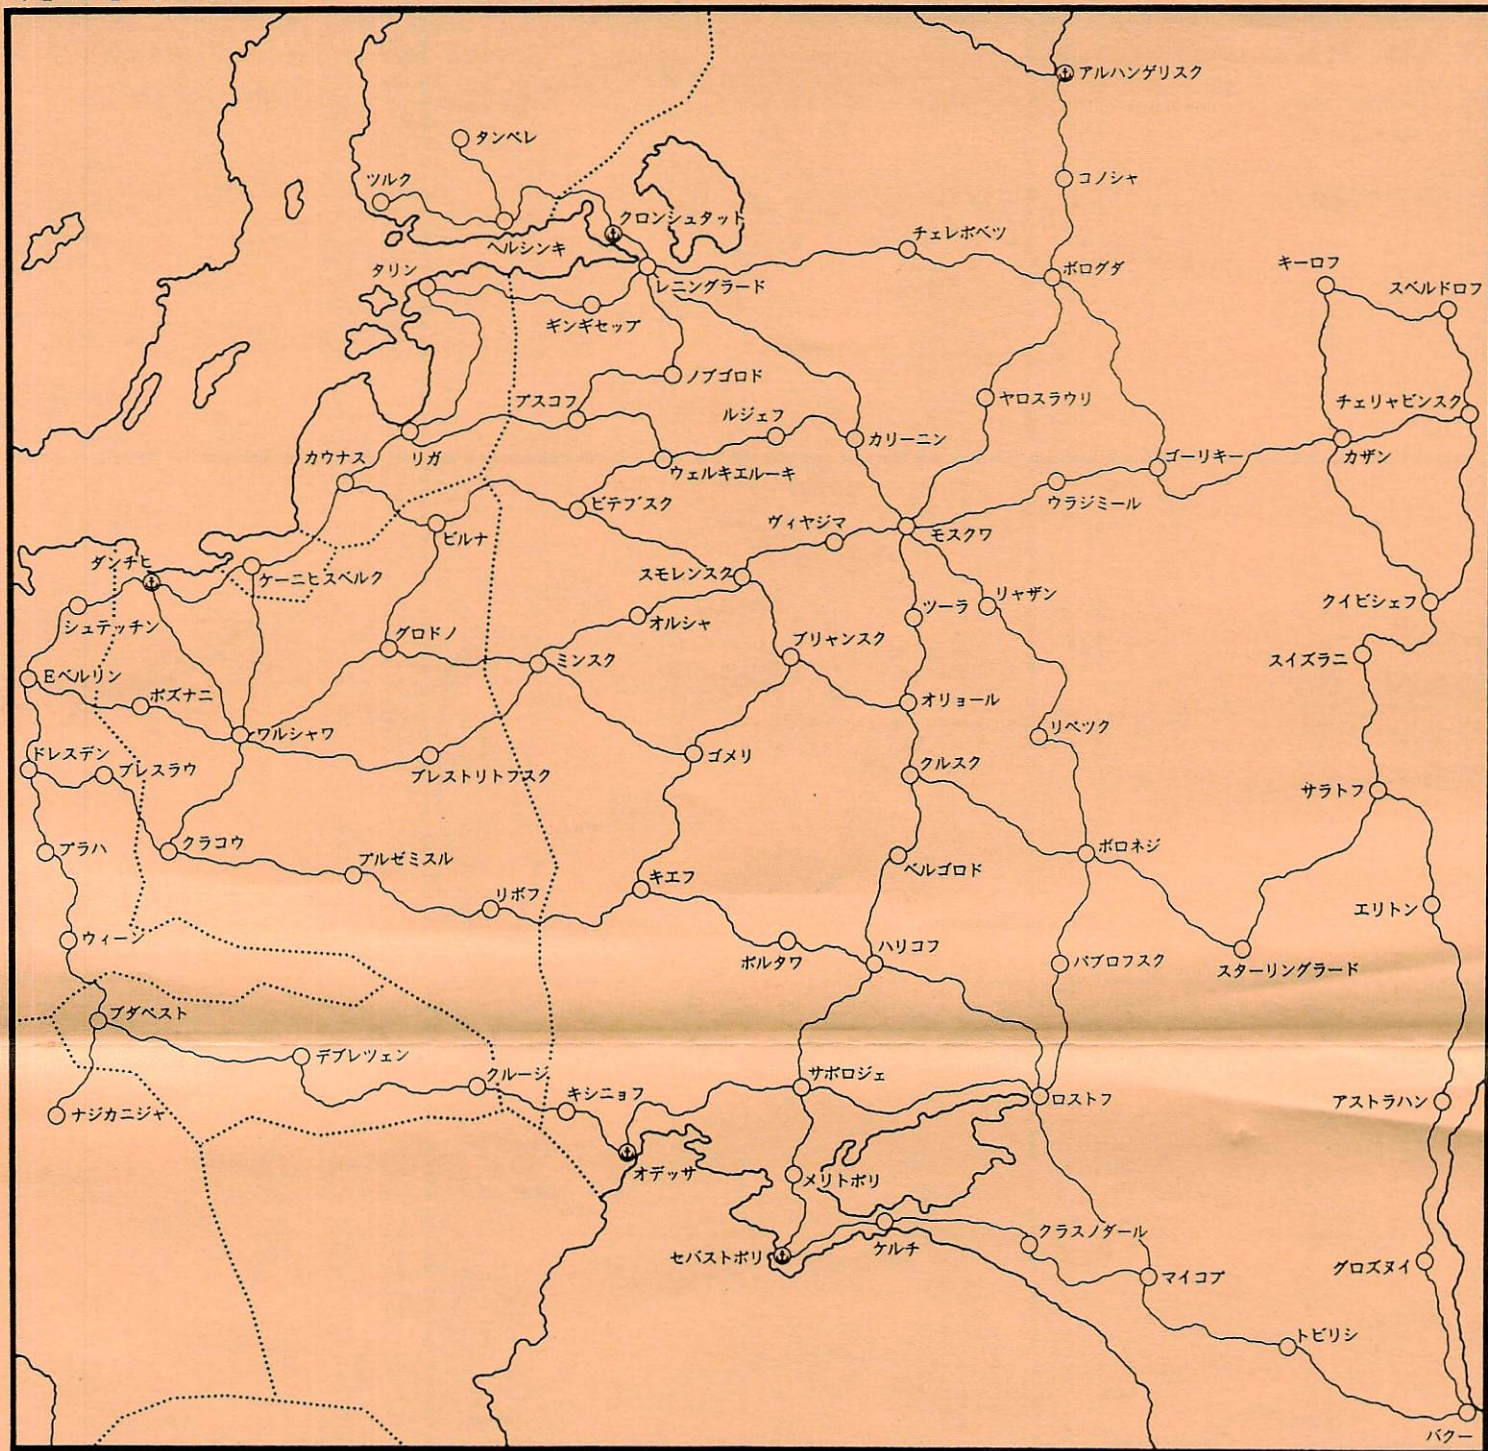 アルハンゲリスク
タンペレ
コノシャ
ツルク
クロンシュタット
チェレポベツ
ヘルシンキ
キーロフ
タリン
ボログダ
レニングラード
スベルドロフ
ギンギセップ
ノブゴロド
ヤロスラウリ
プスコフ
ルジェフ
チェリャビンスク
カリーニン
カウナス
リガ
ウェルキエルーキ
ゴーリキー
カザン
ビテプスク
ウラジミール
ヴィヤジマ
モスクワ
ビルナ
ダンチヒ
ケーニヒスベルク
スモレンスク
リャザン
ツーラ
クイビシェフ
シュテッチン
オルシャ
グロドノ
ブリャンスク
ミンスク
スイズラニ
Eベルリン
ポズナニ
オリョール
ワルシャワ
リペツク
ドレスデン
ブレスラウ
ブレストリトフスク
ゴメリ
クルスク
サラトフ
プラハ
クラコウ
プルゼミスル
ボロネジ
ベルゴロド
キエフ
リボフ
エリトン
ウィーン
ポルタワ
ハリコフ
パブロフスク
スターリングラード
ブダペスト
デブレツェン
クルージ
サポロジェ
キシニョフ
ロストフ
アストラハン
ナジカニジャ
オデッサ
メリトポリ
クラスノダール
セバストポリ
ケルチ
グロズヌイ
マイコプ
トビリシ
バクー